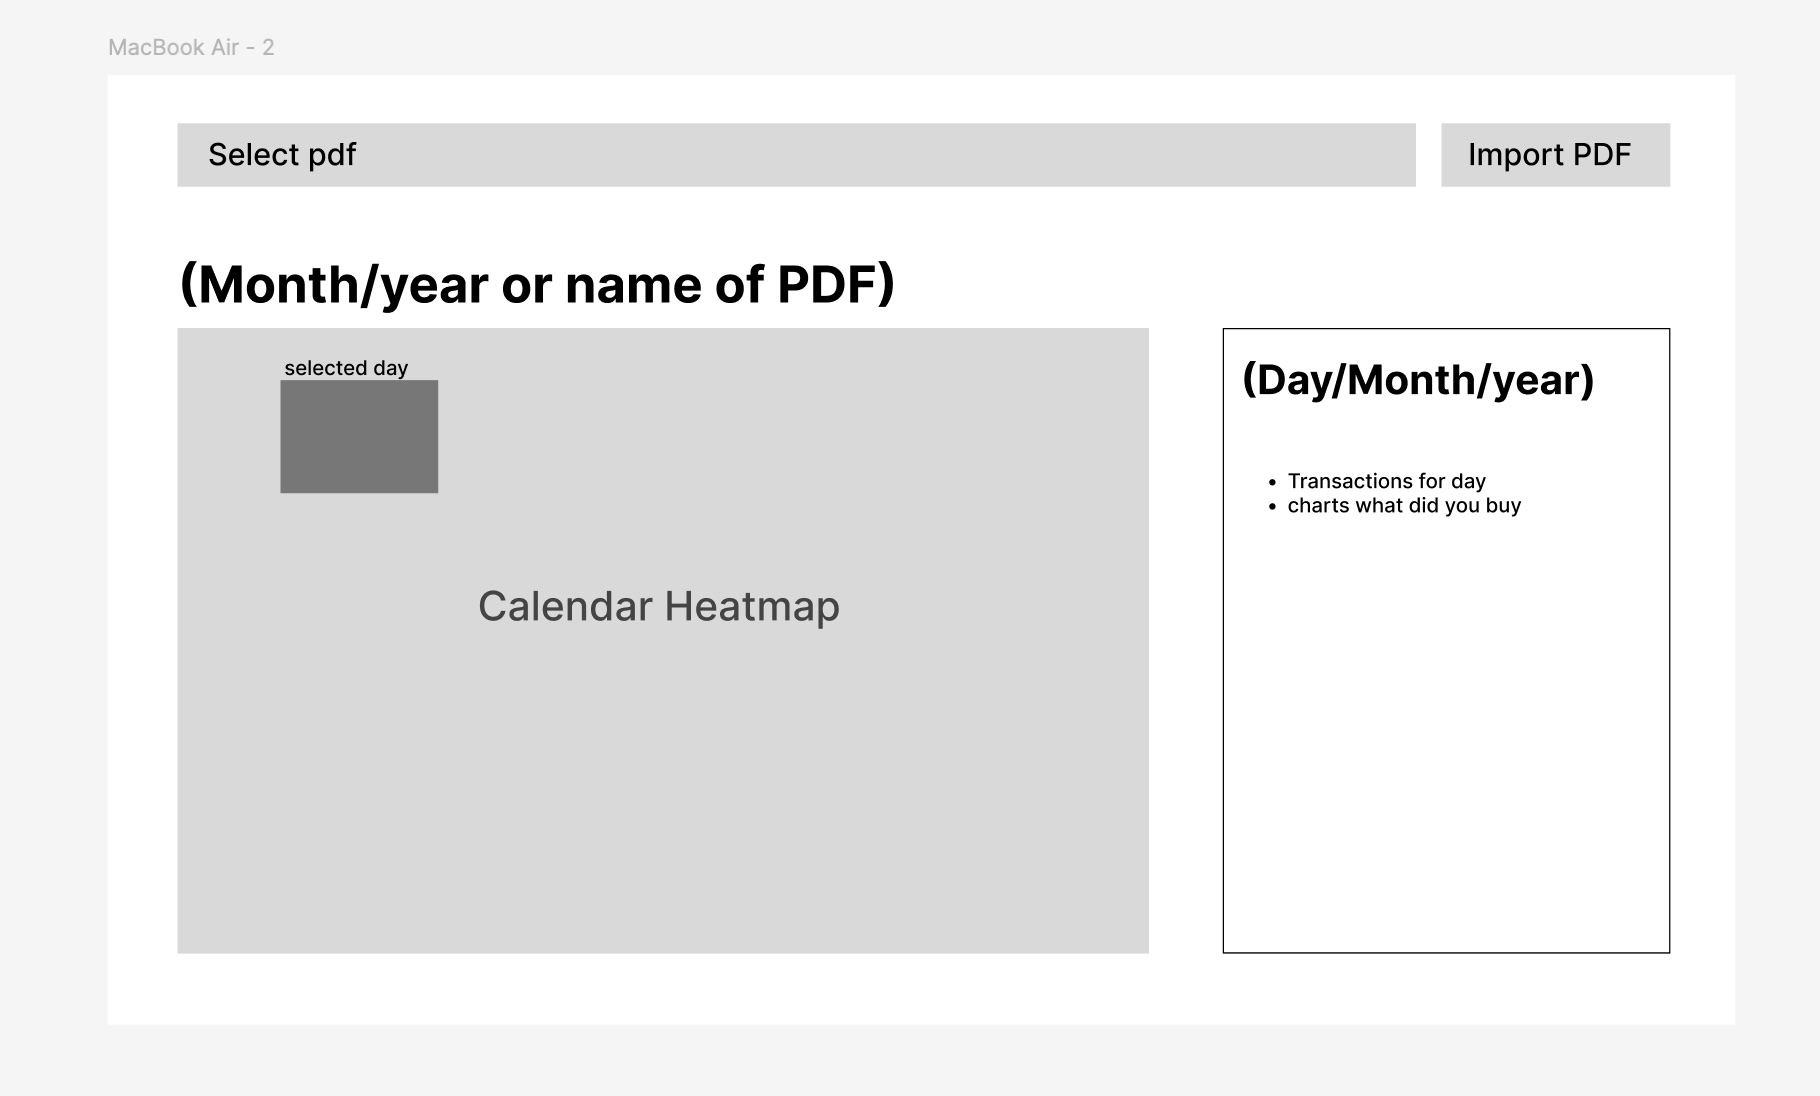 MacBook Air - 2
Select pdf
Import PDF
(Month/year or name of PDF)
selected day
Calendar Heatmap
(Day/Month/year)
• Transactions for day
• charts what did you buy